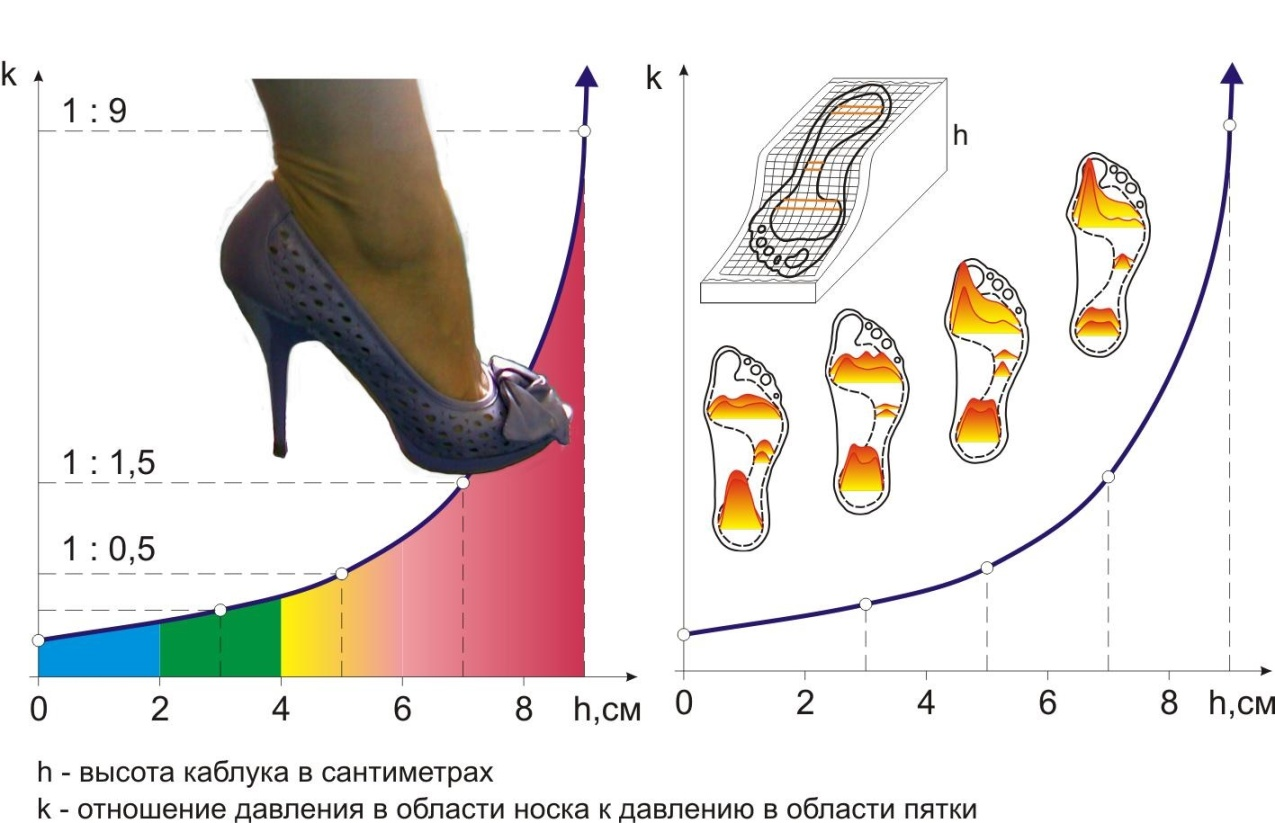 k
1 : 9
1 : 1,5
1 : 0,5
0 2 4 6 8 h,см
k
h
0 2 4 6 8 h,см
h - высота каблука в сантиметрах
k - отношение давления в области носка к давлению в области пятки